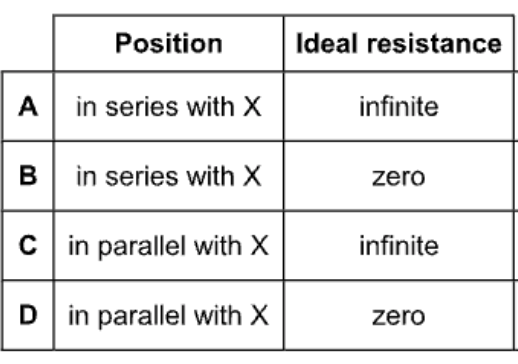 Position Ideal resistance
A in series with X infinite
B in series with X zero
C in parallel with X infinite
D in parallel with X zero